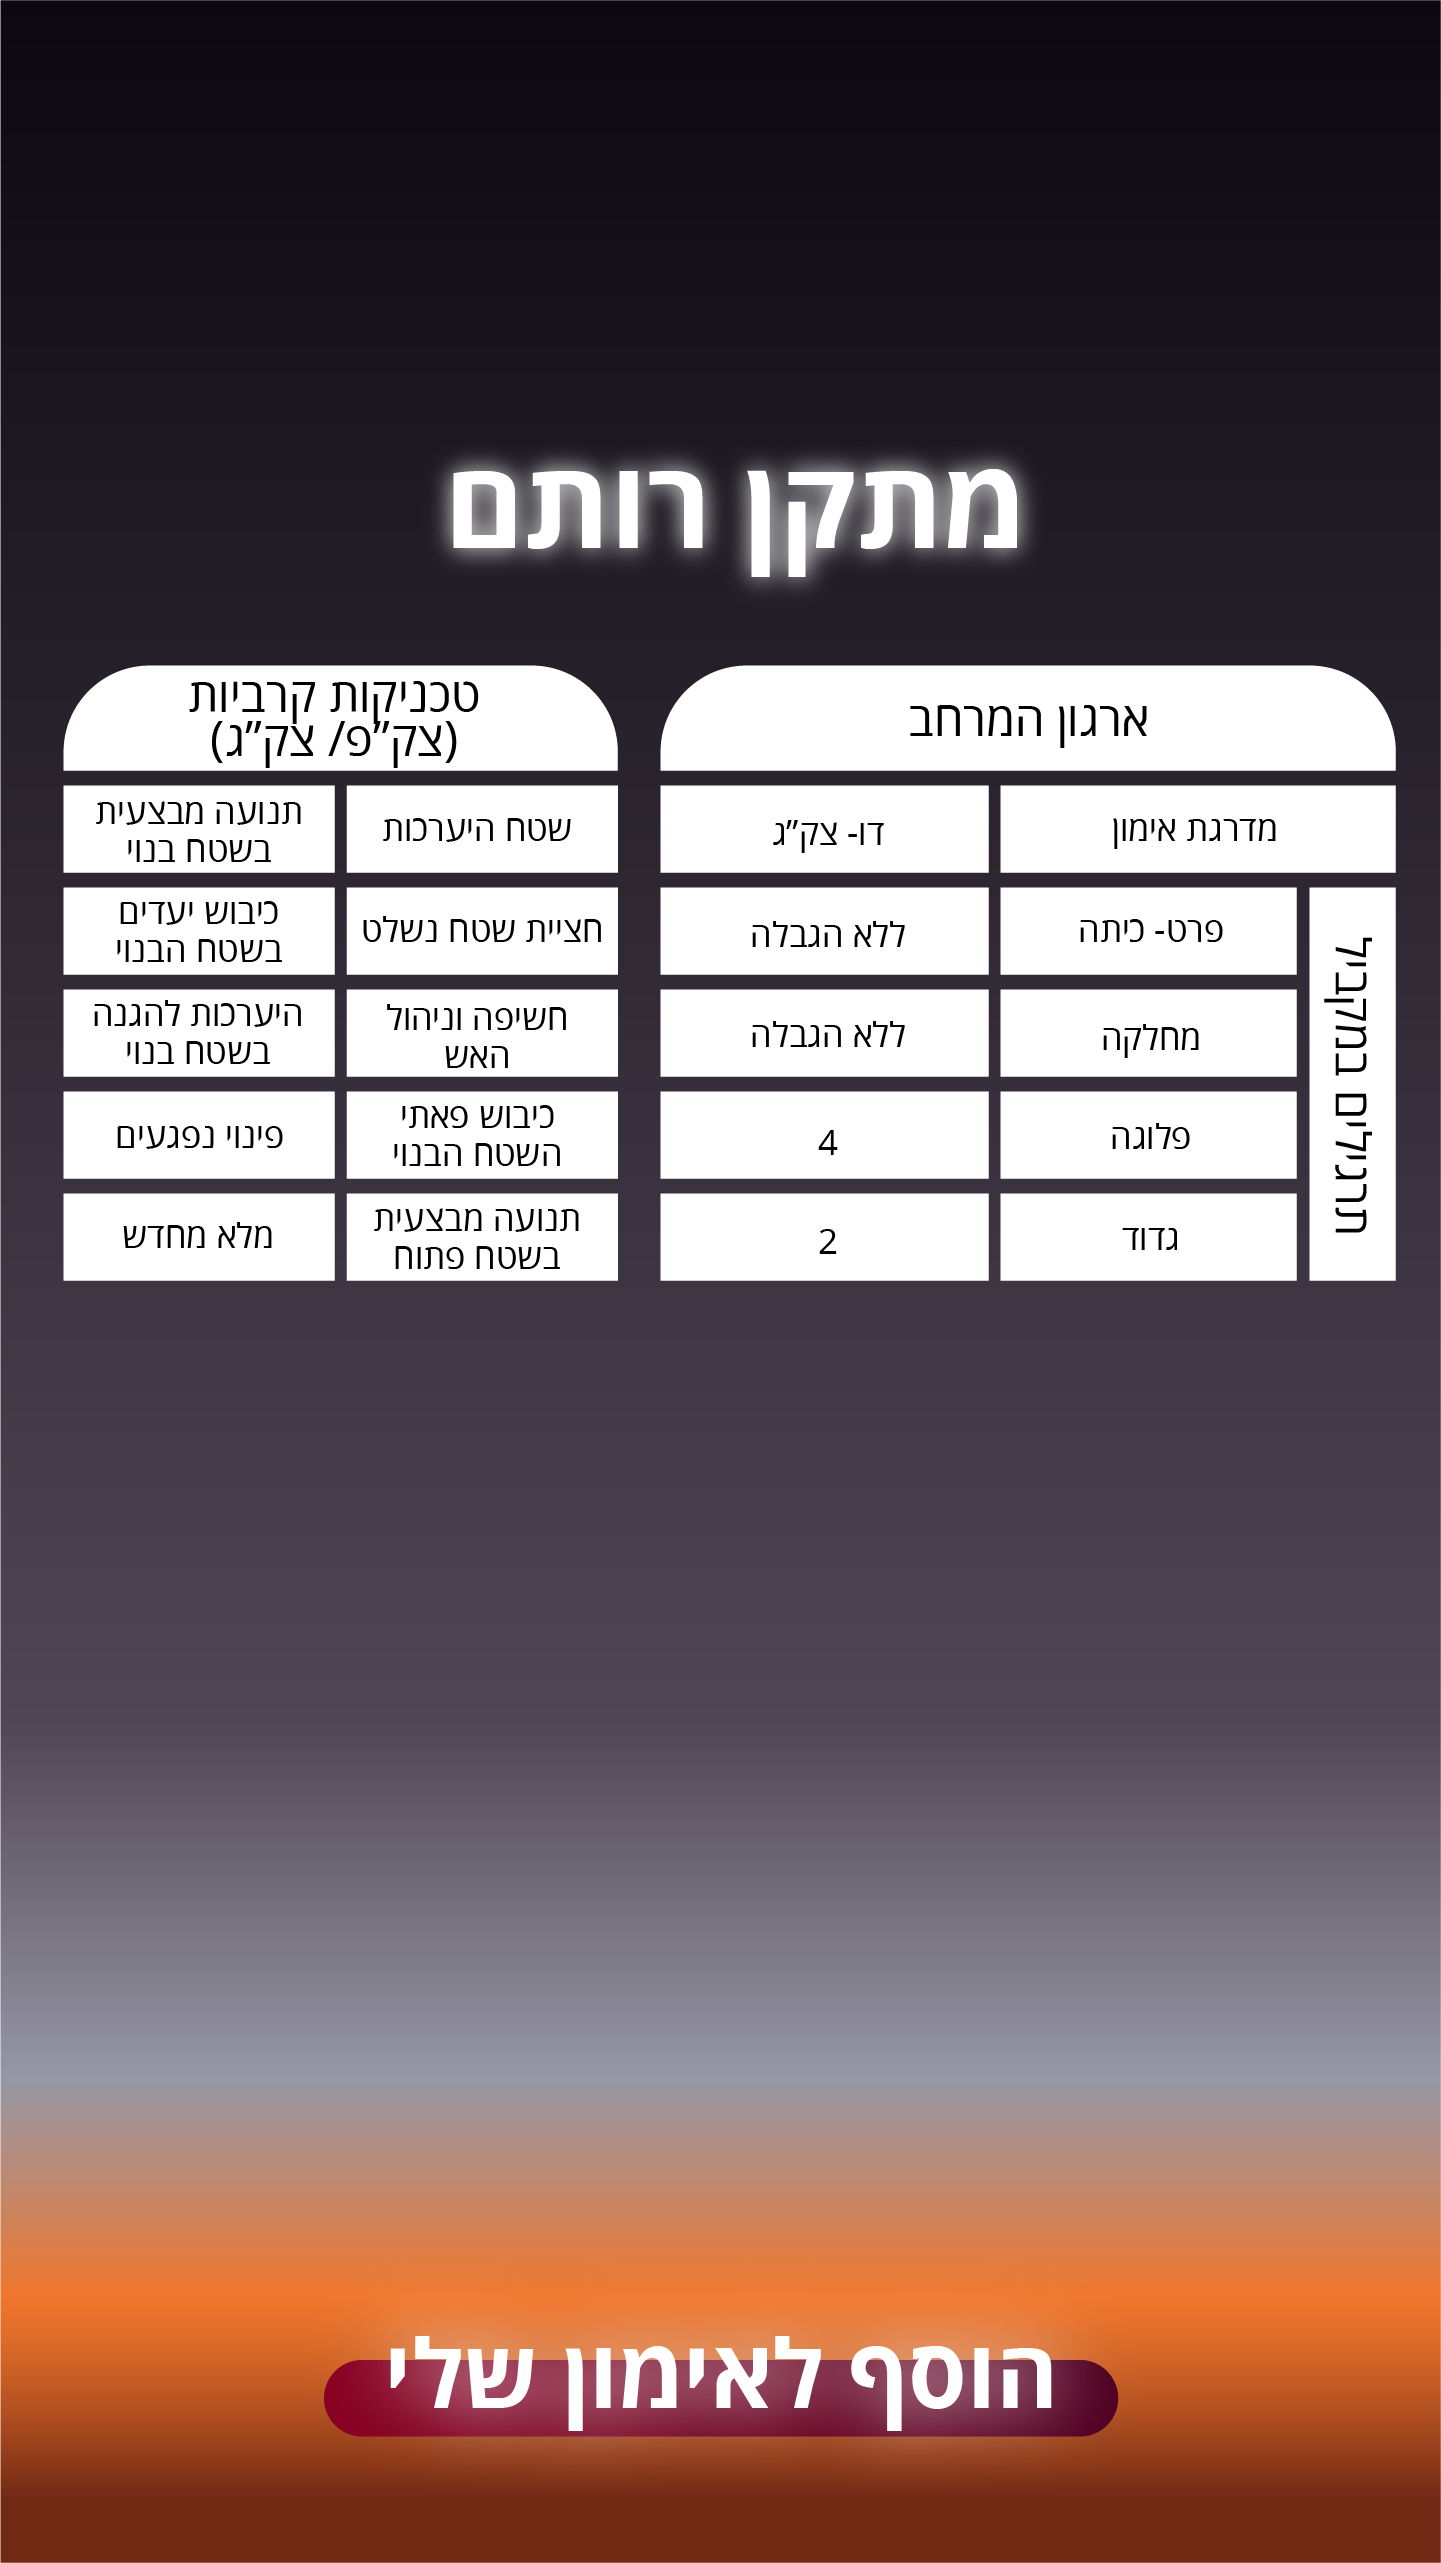 מתקן רותם
ארגון המרחב
מדרגת אימון
דו- צק”ג
תרגילים במקביל
פרט- כיתה
ללא הגבלה
מחלקה
ללא הגבלה
פלוגה
4
גדוד
2
טכניקות קרביות
(צק”פ/ צק”ג)
שטח היערכות
תנועה מבצעית
בשטח בנוי
חציית שטח נשלט
כיבוש יעדים
בשטח הבנוי
חשיפה וניהול
האש
היערכות להגנה
בשטח בנוי
כיבוש פאתי
השטח הבנוי
פינוי נפגעים
תנועה מבצעית
בשטח פתוח
מלא מחדש
הוסף לאימון שלי